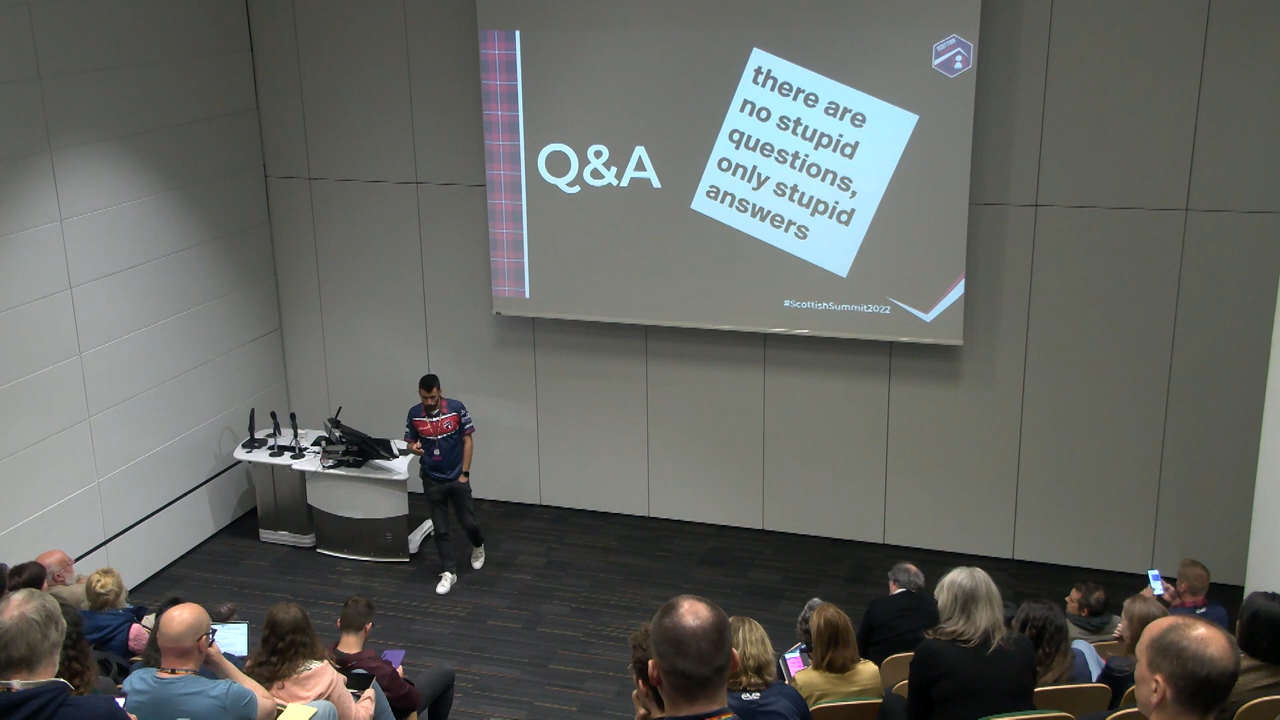 Q&A
there are
no stupid
questions,
only stupid
answers
#ScottishSummit2022